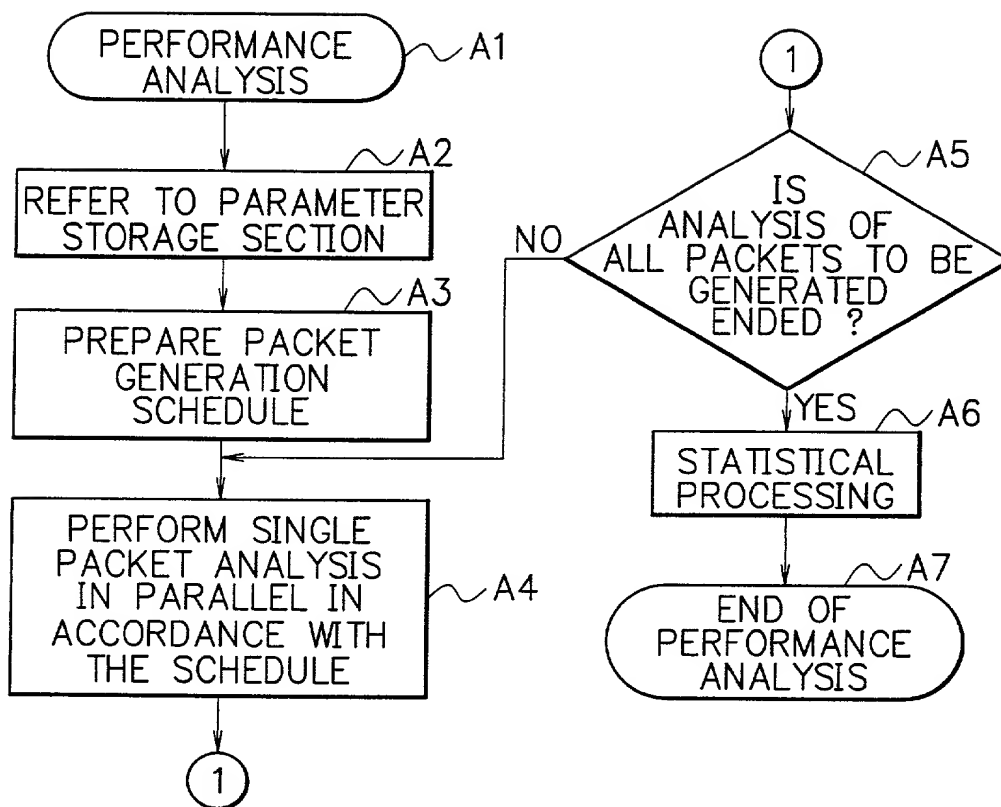 PERFORMANCE
ANALYSIS
A1
A2
REFER TO PARAMETER
STORAGE SECTION
A3
PREPARE PACKET
GENERATION
SCHEDULE
PERFORM SINGLE
PACKET ANALYSIS
IN PARALLEL IN
ACCORDANCE WITH
THE SCHEDULE
A4
1
1
A5
IS
ANALYSIS OF
ALL PACKETS TO BE
GENERATED
ENDED ?
NO
YES
A6
STATISTICAL
PROCESSING
A7
END OF
PERFORMANCE
ANALYSIS